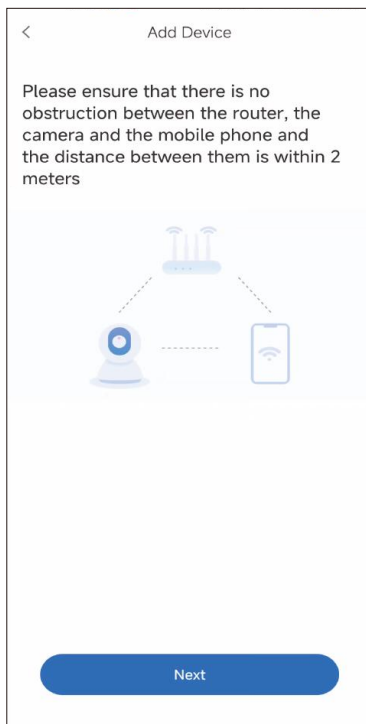 Add Device
Please ensure that there is no
obstruction between the router, the
camera and the mobile phone and
the distance between them is within 2
meters
Next